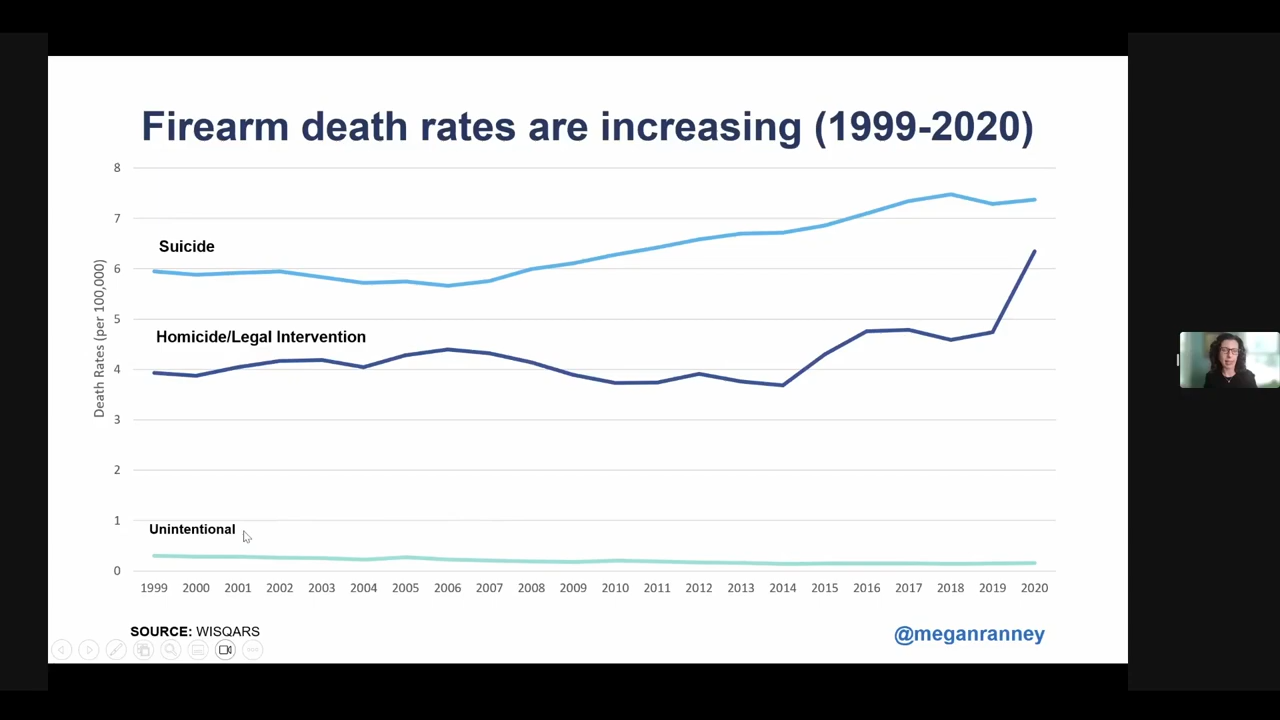 Firearm death rates are increasing (1999-2020)
8
7
6
5
4
3
2
1
0
Death Rates (per 100,000)
Suicide
Homicide/Legal Intervention
Unintentional
1999 2000 2001 2002 2003 2004 2005 2006 2007 2008 2009 2010 2011 2012 2013 2014 2015 2016 2017 2018 2019 2020
SOURCE: WISQARS
@meganranney